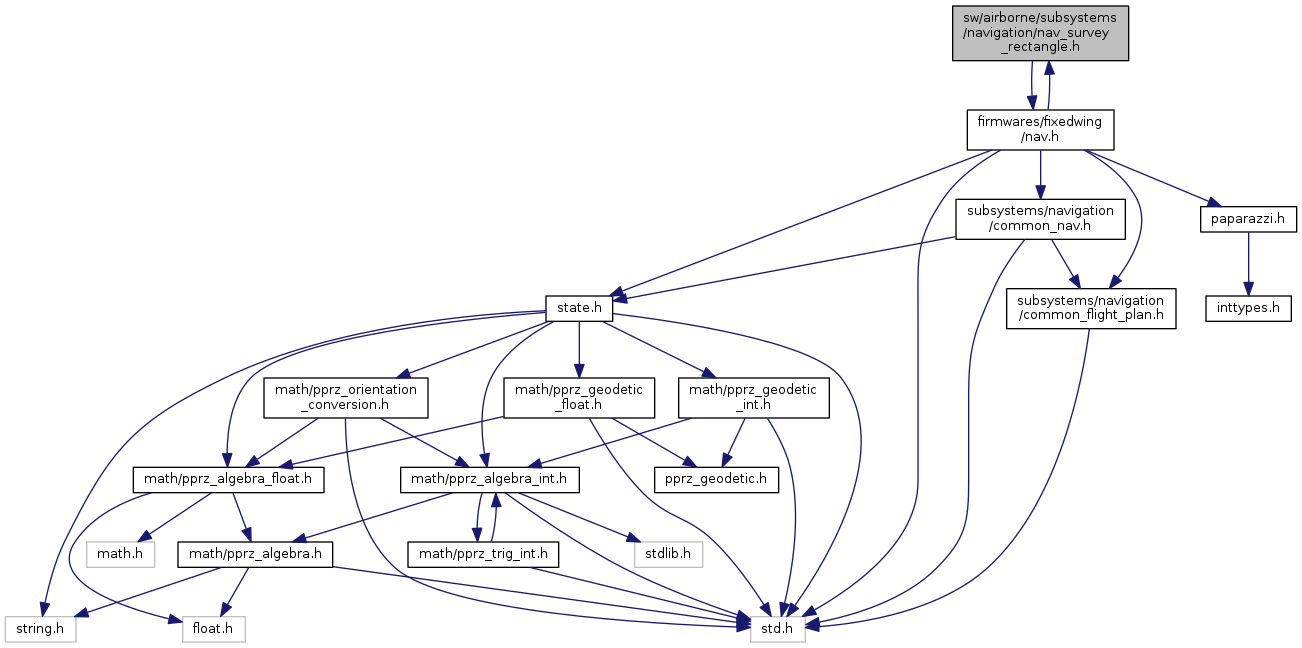 sw/airborne/subsystems
/navigation/nav_survey
_rectangle.h
firmwares/fixedwing
/nav.h
subsystems/navigation
/common_nav.h
paparazzi.h
state.h
subsystems/navigation
/common_flight_plan.h
inttypes.h
math/pprz_orientation
_conversion.h
math/pprz_geodetic
_float.h
math/pprz_geodetic
_int.h
math/pprz_algebra_float.h
math/pprz_algebra_int.h
pprz_geodetic.h
math.h
math/pprz_algebra.h
math/pprz_trig_int.h
stdlib.h
string.h
float.h
std.h